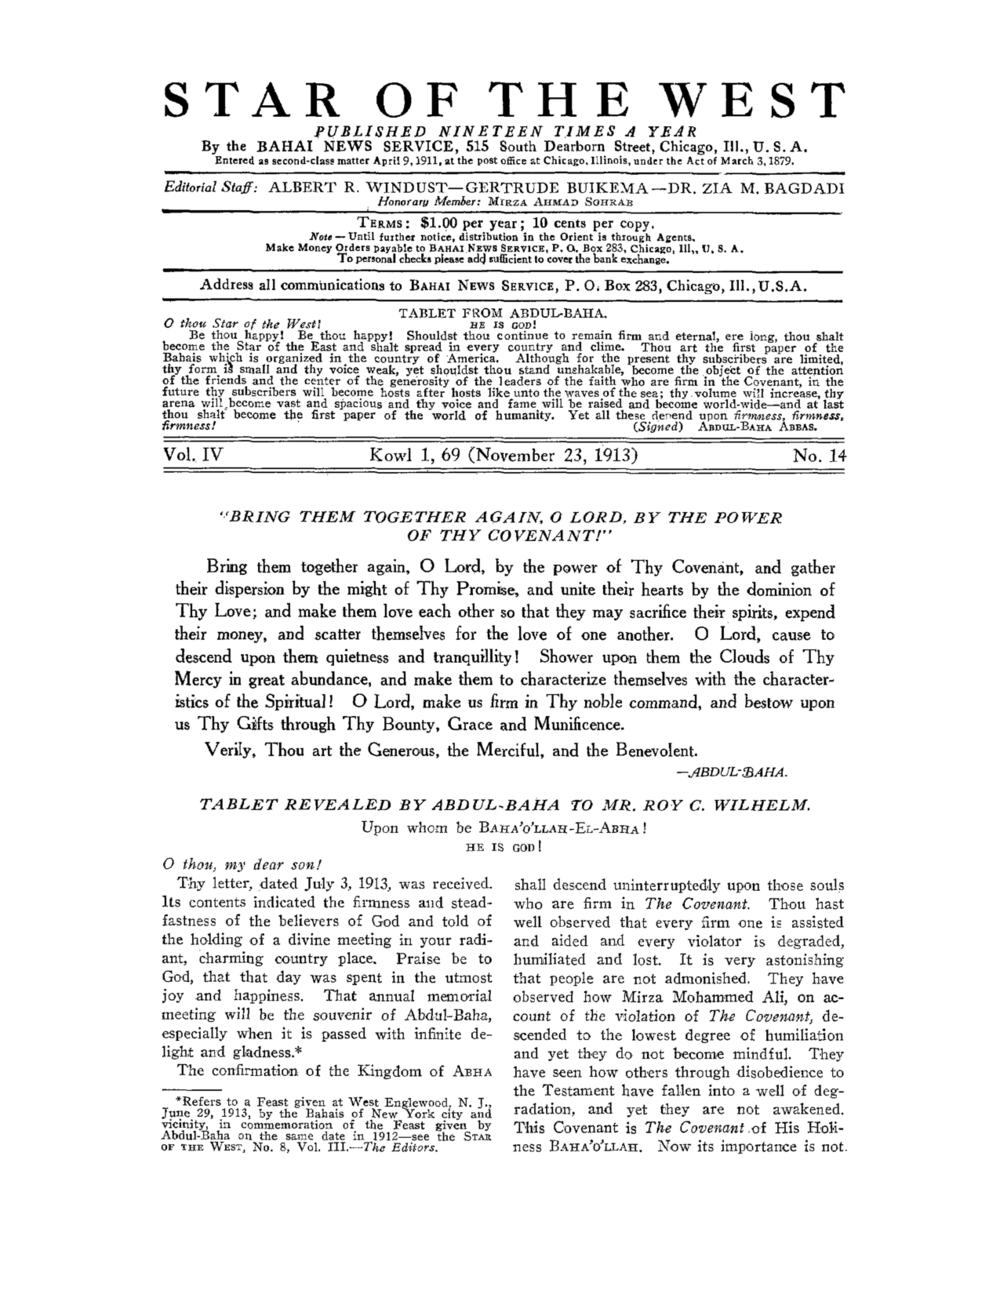 STAR OF THE WEST
PUBLISHED NINETEEN TIMES A YEAR
By the BAHAI NEWS SERVICE, 515 South Dearborn Street, Chicago, Ill., U. S. A.
Entered as second-class matter April 9, 1911, at the post office at Chicago, Illinois, under the Act of March 3, 1879.
Editorial Staff: ALBERT R. WINDUST—GERTRUDE BUIKEMA—DR. ZIA M. BAGDADI
Honorary Member: MIRZA AHMAD SOHRAB
TERMS: $1.00 per year; 10 cents per copy.
Note—Until further notice, distribution in the Orient is through Agents.
Make Money Orders payable to BAHAI NEWS SERVICE, P. O. Box 283, Chicago, Ill., U. S. A.
To personal checks please add sufficient to cover the bank exchange.
Address all communications to BAHAI NEWS SERVICE, P. O. Box 283, Chicago, Ill., U.S.A.
TABLET FROM ABDUL-BAHA.
O thou Star of the West! HE IS GOD!
Be thou happy! Be thou happy! Shouldst thou continue to remain firm and eternal, ere long, thou shalt
become the Star of the East and shalt spread in every country and clime. Thou art the first paper of the
Bahais which is organized in the country of America. Although for the present thy subscribers are limited,
thy form is small and thy voice weak, yet shouldst thou stand unshakable, become the object of the attention
of the friends and the center of the generosity of the leaders of the faith who are firm in the Covenant, in the
future thy subscribers will become hosts after hosts like unto the waves of the sea; thy volume will increase, thy
arena will become vast and spacious and thy voice and fame will be raised and become world-wide—and at last
thou shalt become the first paper of the world of humanity. Yet all these depend upon firmness, firmness,
firmness! (Signed) ABDUL-BAHA ABBAS.
Vol. IV Kowl 1, 69 (November 23, 1913) No. 14
"BRING THEM TOGETHER AGAIN, O LORD, BY THE POWER
OF THY COVENANT!"
Bring them together again, O Lord, by the power of Thy Covenant, and gather
their dispersion by the might of Thy Promise, and unite their hearts by the dominion of
Thy Love; and make them love each other so that they may sacrifice their spirits, expend
their money, and scatter themselves for the love of one another. O Lord, cause to
descend upon them quietness and tranquillity! Shower upon them the Clouds of Thy
Mercy in great abundance, and make them to characterize themselves with the character-
istics of the Spiritual! O Lord, make us firm in Thy noble command, and bestow upon
us Thy Gifts through Thy Bounty, Grace and Munificence.
Verily, Thou art the Generous, the Merciful, and the Benevolent.
—ABDUL-BAHA.
TABLET REVEALED BY ABDUL-BAHA TO MR. ROY C. WILHELM.
Upon whom be BAHA'O'LLAH-EL-ABHA!
HE IS GOD!
O thou, my dear son!
Thy letter, dated July 3, 1913, was received.
Its contents indicated the firmness and stead-
fastness of the believers of God and told of
the holding of a divine meeting in your radi-
ant, charming country place. Praise be to
God, that that day was spent in the utmost
joy and happiness. That annual memorial
meeting will be the souvenir of Abdul-Baha,
especially when it is passed with infinite de-
light and gladness.*
The confirmation of the Kingdom of ABHA
*Refers to a Feast given at West Englewood, N. J.,
June 29, 1913, by the Bahais of New York city and
vicinity, in commemoration of the Feast given by
Abdul-Baha on the same date in 1912—see the STAR
OF THE WEST, No. 8, Vol. III.—The Editors.
shall descend uninterruptedly upon those souls
who are firm in The Covenant. Thou hast
well observed that every firm one is assisted
and aided and every violator is degraded,
humiliated and lost. It is very astonishing
that people are not admonished. They have
observed how Mirza Mohammed Ali, on ac-
count of the violation of The Covenant, de-
scended to the lowest degree of humiliation
and yet they do not become mindful. They
have seen how others through disobedience to
the Testament have fallen into a well of deg-
radation, and yet they are not awakened.
This Covenant is The Covenant of His Holi-
ness BAHA'O'LLAH. Now its importance is not